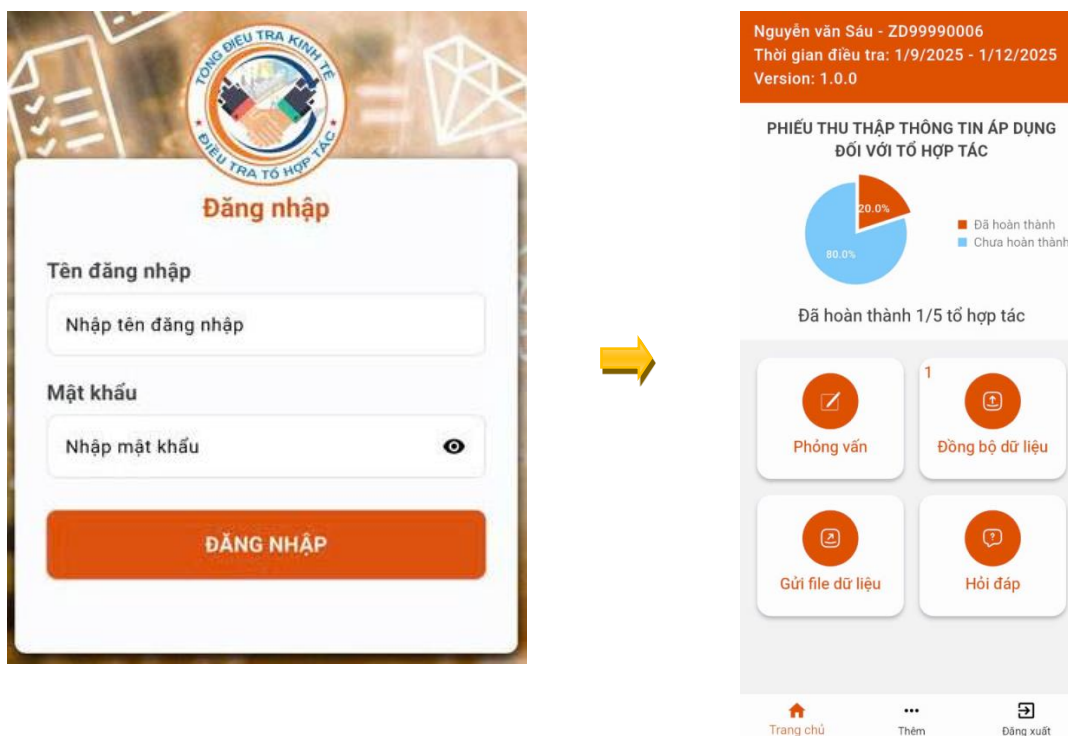 TỔNG ĐIỀU TRA KINH TẾ
ĐIỀU TRA TỔ HỢP TÁC
Đăng nhập
Tên đăng nhập
Nhập tên đăng nhập
Mật khẩu
Nhập mật khẩu
ĐĂNG NHẬP
Nguyễn văn Sáu - ZD99990006
Thời gian điều tra: 1/9/2025 - 1/12/2025
Version: 1.0.0
PHIẾU THU THẬP THÔNG TIN ÁP DỤNG
ĐỐI VỚI TỔ HỢP TÁC
20.0%
80.0%
Đã hoàn thành
Chưa hoàn thành
Đã hoàn thành 1/5 tổ hợp tác
Phỏng vấn
1
Đồng bộ dữ liệu
Gửi file dữ liệu
Hỏi đáp
Trang chủ
Thêm
Đăng xuất